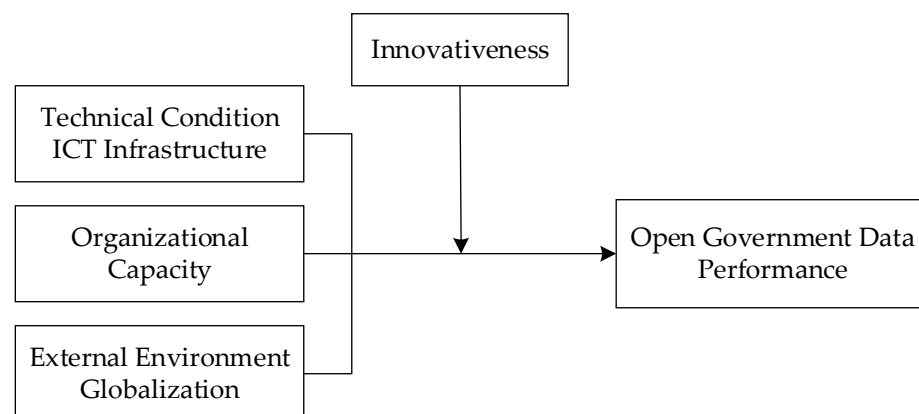 Innovativeness
Technical Condition
ICT Infrastructure
Organizational
Capacity
Open Government Data
Performance
External Environment
Globalization